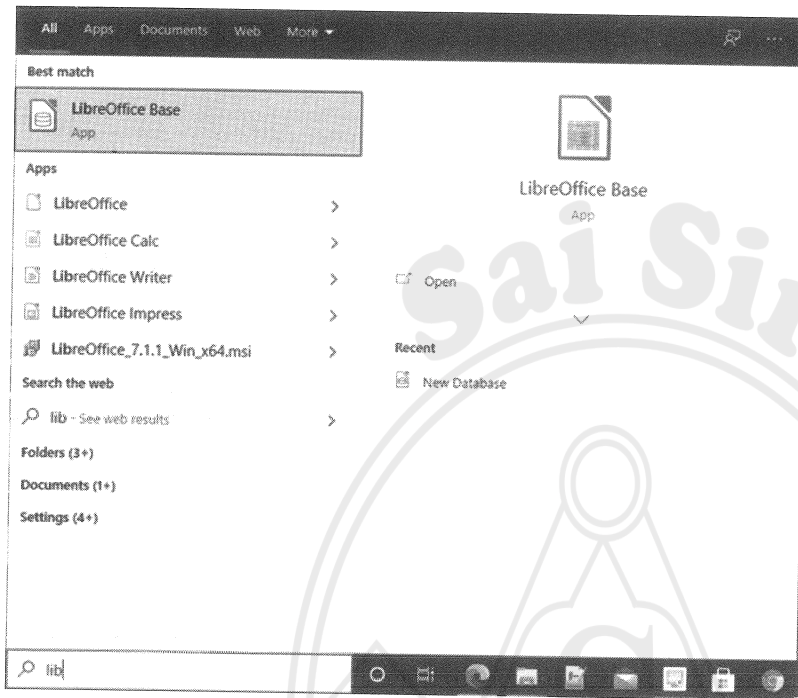 All Apps Documents Web More
Best match
LibreOffice Base
App
Apps
LibreOffice
LibreOffice Calc
LibreOffice Writer
LibreOffice Impress
LibreOffice_7.1.1_Win_x64.msi
Search the web
lib - See web results
Folders (3+)
Documents (1+)
Settings (4+)
lib
LibreOffice Base
App
Open
Recent
New Database
Sai